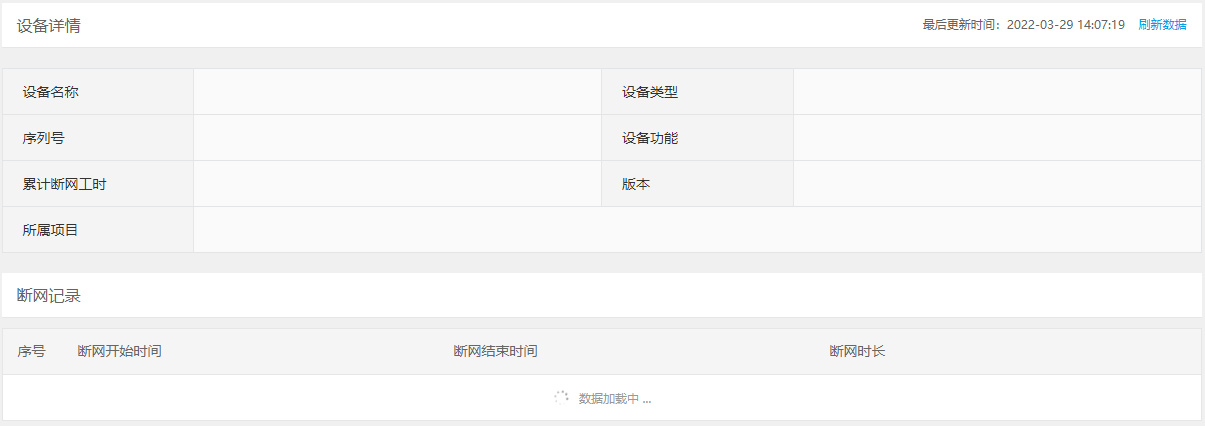 设备详情 最后更新时间：2022-03-29 14:07:19 刷新数据
设备名称 设备类型
序列号 设备功能
累计断网工时 版本
所属项目
断网记录
序号 断网开始时间 断网结束时间 断网时长
数据加载中 ...